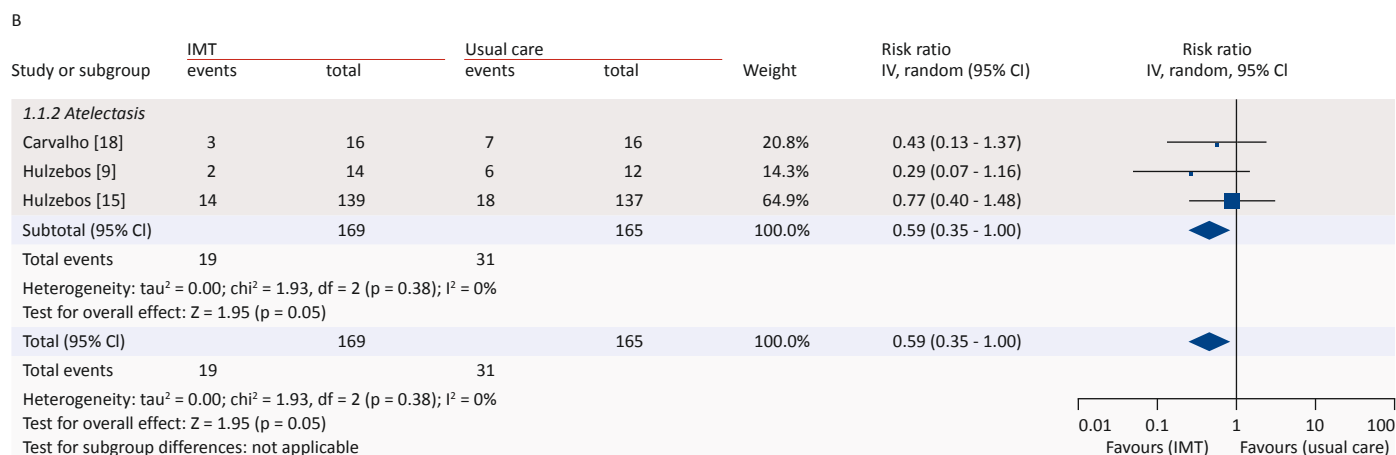 B
IMT Usual care Risk ratio Risk ratio
Study or subgroup events total events total Weight IV, random (95% CI) IV, random, 95% CI
1.1.2 Atelectasis
Carvalho [18] 3 16 7 16 20.8% 0.43 (0.13 - 1.37)
Hulzebos [9] 2 14 6 12 14.3% 0.29 (0.07 - 1.16)
Hulzebos [15] 14 139 18 137 64.9% 0.77 (0.40 - 1.48)
Subtotal (95% Cl) 169 165 100.0% 0.59 (0.35 - 1.00)
Total events 19 31
Heterogeneity: tau² = 0.00; chi² = 1.93, df = 2 (p = 0.38); I² = 0%
Test for overall effect: Z = 1.95 (p = 0.05)
Total (95% Cl) 169 165 100.0% 0.59 (0.35 - 1.00)
Total events 19 31
Heterogeneity: tau² = 0.00; chi² = 1.93, df = 2 (p = 0.38); I² = 0%
Test for overall effect: Z = 1.95 (p = 0.05)
0.01 0.1 1 10 100
Test for subgroup differences: not applicable Favours (IMT) Favours (usual care)